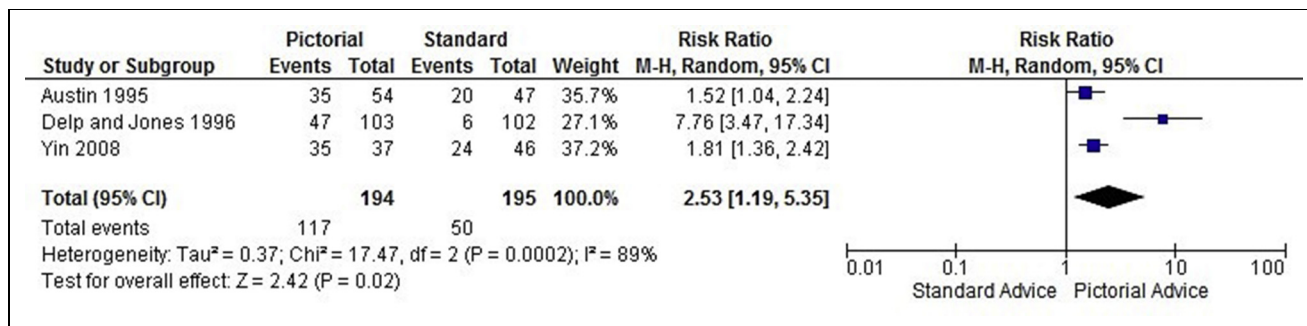 Pictorial Standard Risk Ratio Risk Ratio
Study or Subgroup Events Total Events Total Weight M-H, Random, 95% CI M-H, Random, 95% CI
Austin 1995 35 54 20 47 35.7% 1.52 [1.04, 2.24]
Delp and Jones 1996 47 103 6 102 27.1% 7.76 [3.47, 17.34]
Yin 2008 35 37 24 46 37.2% 1.81 [1.36, 2.42]
Total (95% CI) 194 195 100.0% 2.53 [1.19, 5.35]
Total events 117 50
Heterogeneity: Tau² = 0.37; Chi² = 17.47, df = 2 (P = 0.0002); I² = 89%
Test for overall effect: Z = 2.42 (P = 0.02)
0.01 0.1 1 10 100
Standard Advice Pictorial Advice